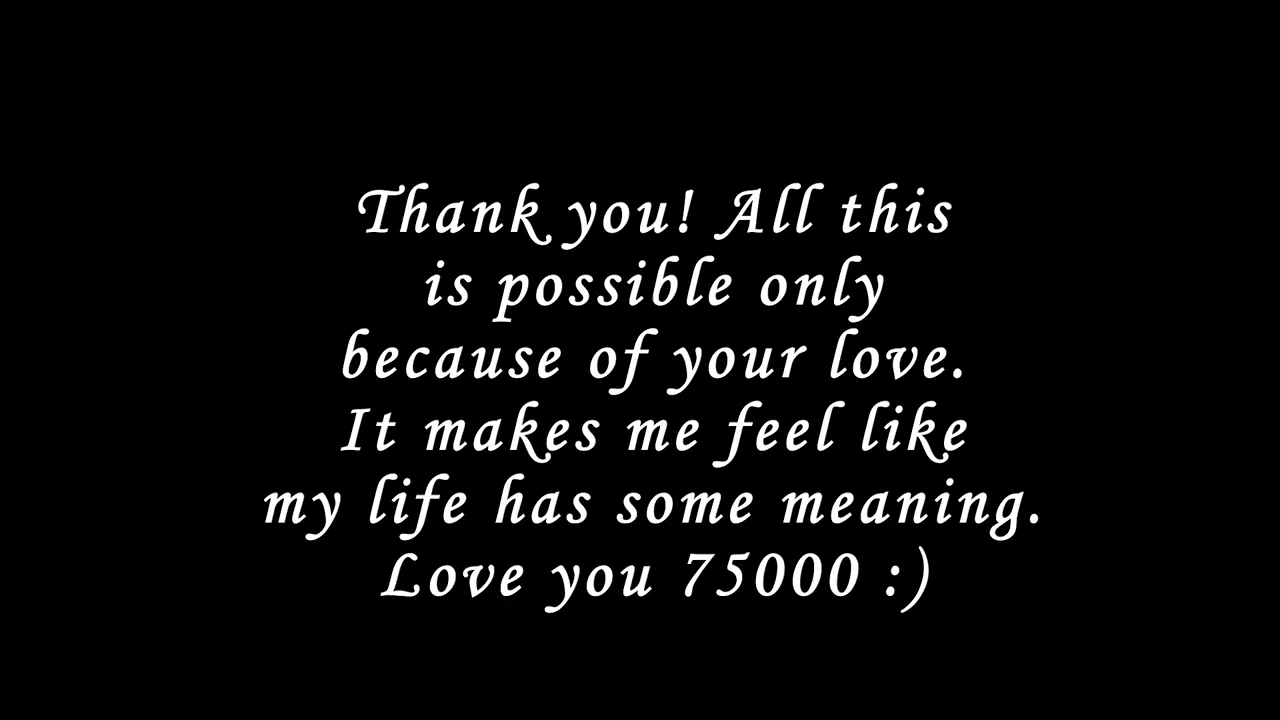 Thank you! All this
is possible only
because of your love.
It makes me feel like
my life has some meaning.
Love you 75000 :)